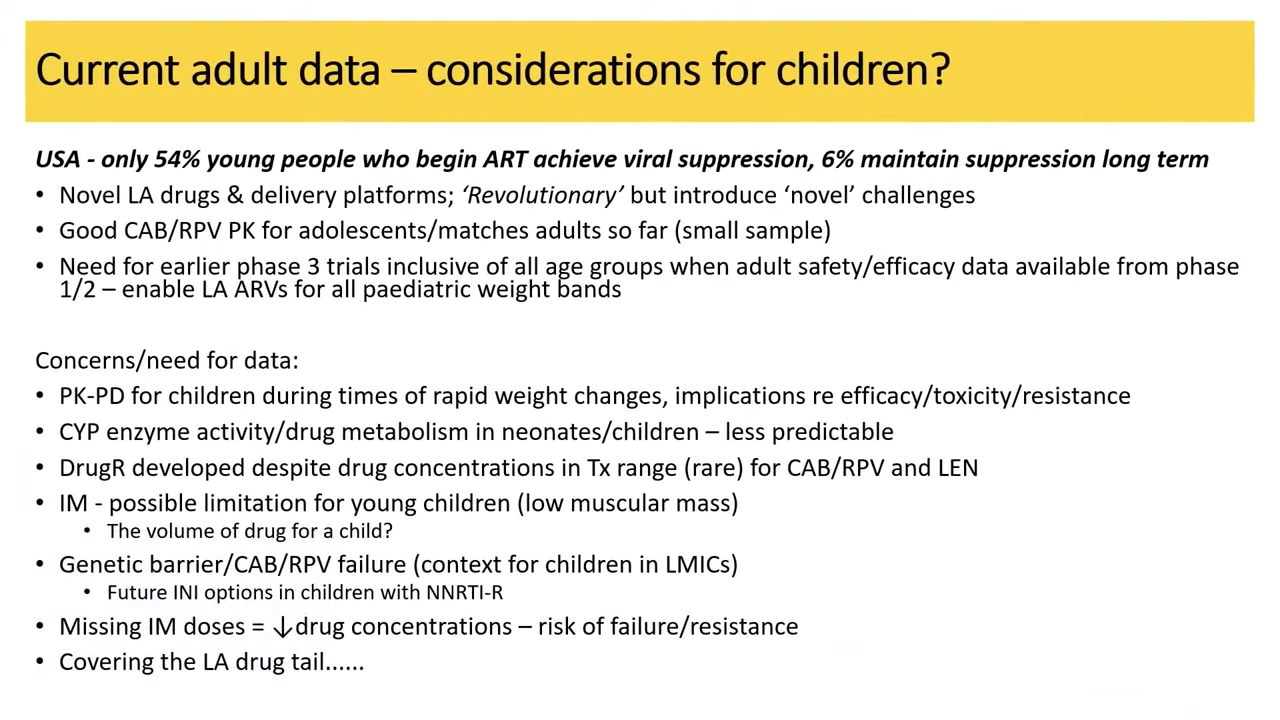 Current adult data – considerations for children?
USA - only 54% young people who begin ART achieve viral suppression, 6% maintain suppression long term
• Novel LA drugs & delivery platforms; ‘Revolutionary’ but introduce ‘novel’ challenges
• Good CAB/RPV PK for adolescents/matches adults so far (small sample)
• Need for earlier phase 3 trials inclusive of all age groups when adult safety/efficacy data available from phase
1/2 – enable LA ARVs for all paediatric weight bands
Concerns/need for data:
• PK-PD for children during times of rapid weight changes, implications re efficacy/toxicity/resistance
• CYP enzyme activity/drug metabolism in neonates/children – less predictable
• DrugR developed despite drug concentrations in Tx range (rare) for CAB/RPV and LEN
• IM - possible limitation for young children (low muscular mass)
• The volume of drug for a child?
• Genetic barrier/CAB/RPV failure (context for children in LMICs)
• Future INI options in children with NNRTI-R
• Missing IM doses = ↓drug concentrations – risk of failure/resistance
• Covering the LA drug tail......